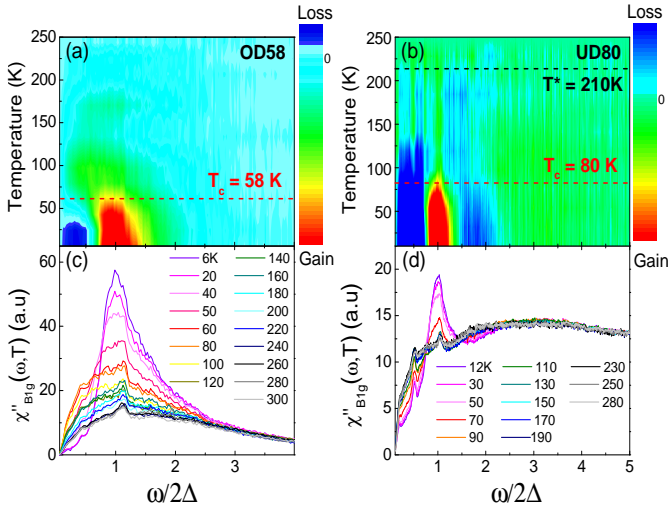 Loss
Loss
(a)
OD58
0
(b)
UD80
T* = 210K
0
Tc = 58 K
Tc = 80 K
Temperature (K)
250
200
150
100
50
Temperature (K)
250
200
150
100
50
Gain
Gain
(c)
6K
20
40
50
60
80
100
120
140
160
180
200
220
240
260
280
300
χ''B1g(ω,T) (a.u)
60
40
20
0
1
2
3
ω/2Δ
(d)
12K
30
50
70
90
110
130
150
170
190
230
250
280
χ''B1g(ω,T) (a.u)
20
15
10
5
0
1
2
3
4
5
ω/2Δ